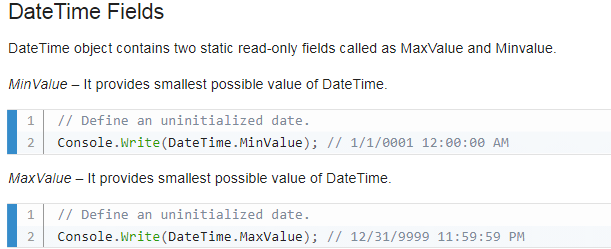 DateTime Fields
DateTime object contains two static read-only fields called as MaxValue and Minvalue.
MinValue – It provides smallest possible value of DateTime.
1 // Define an uninitialized date.
2 Console.Write(DateTime.MinValue); // 1/1/0001 12:00:00 AM
MaxValue – It provides smallest possible value of DateTime.
1 // Define an uninitialized date.
2 Console.Write(DateTime.MaxValue); // 12/31/9999 11:59:59 PM